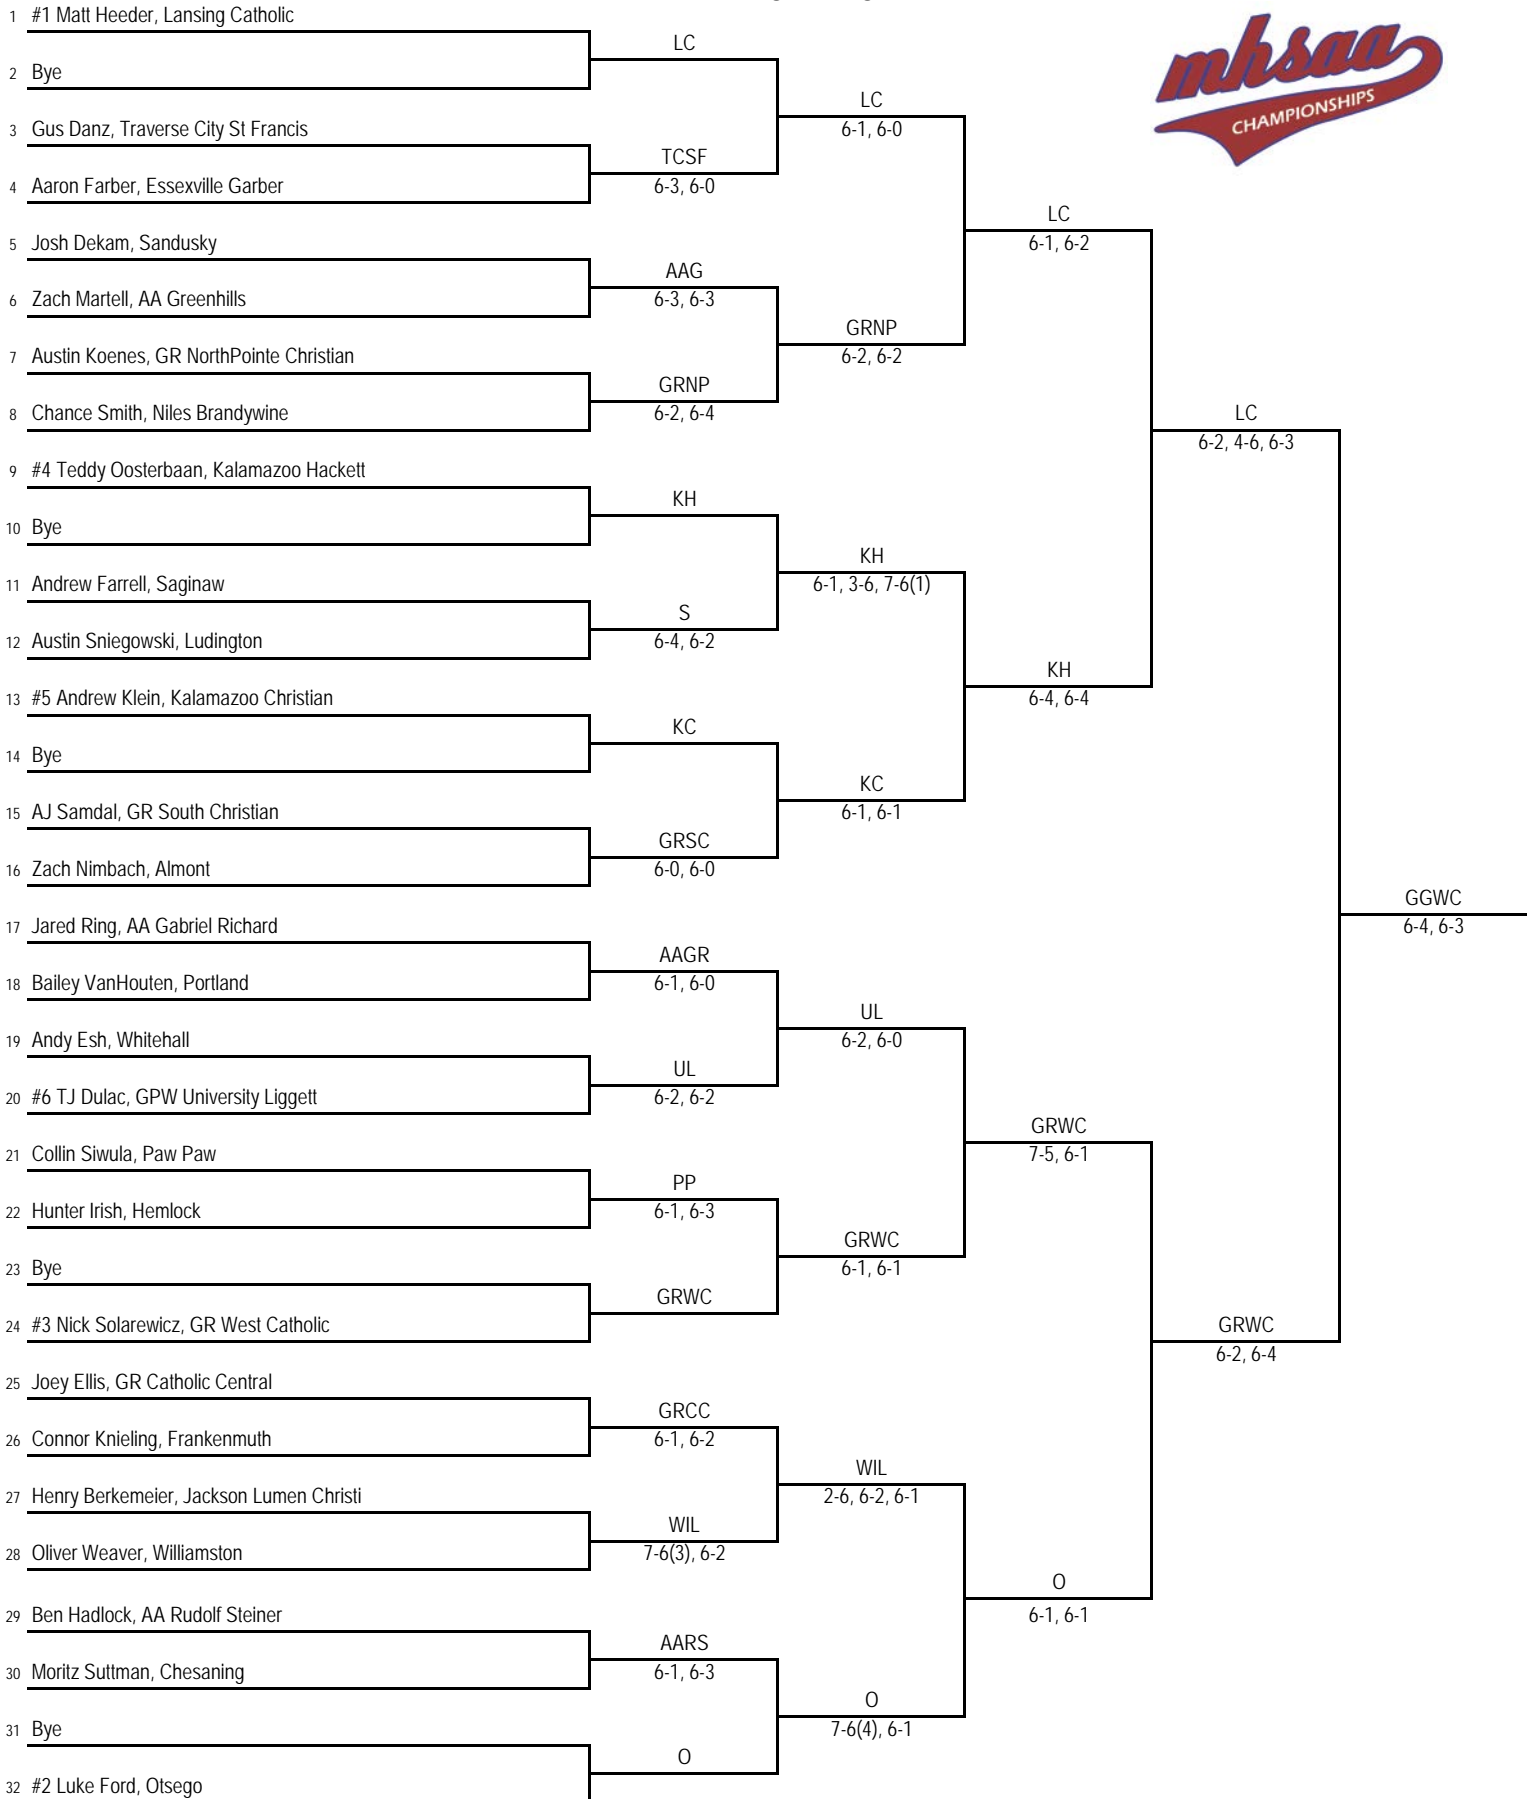 mhsaa
CHAMPIONSHIPS
1 #1 Matt Heeder, Lansing Catholic
LC
2 Bye
LC
6-1, 6-0
3 Gus Danz, Traverse City St Francis
TCSF
6-3, 6-0
4 Aaron Farber, Essexville Garber
LC
6-1, 6-2
5 Josh Dekam, Sandusky
AAG
6-3, 6-3
6 Zach Martell, AA Greenhills
GRNP
6-2, 6-2
7 Austin Koenes, GR NorthPointe Christian
GRNP
6-2, 6-4
8 Chance Smith, Niles Brandywine
LC
6-2, 4-6, 6-3
9 #4 Teddy Oosterbaan, Kalamazoo Hackett
KH
10 Bye
KH
6-1, 3-6, 7-6(1)
11 Andrew Farrell, Saginaw
S
6-4, 6-2
12 Austin Sniegowski, Ludington
KH
6-4, 6-4
13 #5 Andrew Klein, Kalamazoo Christian
KC
14 Bye
KC
6-1, 6-1
15 AJ Samdal, GR South Christian
GRSC
6-0, 6-0
16 Zach Nimbach, Almont
GGWC
6-4, 6-3
17 Jared Ring, AA Gabriel Richard
AAGR
6-1, 6-0
18 Bailey VanHouten, Portland
UL
6-2, 6-0
19 Andy Esh, Whitehall
UL
6-2, 6-2
20 #6 TJ Dulac, GPW University Liggett
GRWC
7-5, 6-1
21 Collin Siwula, Paw Paw
PP
6-1, 6-3
22 Hunter Irish, Hemlock
GRWC
6-1, 6-1
23 Bye
GRWC
24 #3 Nick Solarewicz, GR West Catholic
GRWC
6-2, 6-4
25 Joey Ellis, GR Catholic Central
GRCC
6-1, 6-2
26 Connor Knieling, Frankenmuth
WIL
2-6, 6-2, 6-1
27 Henry Berkemeier, Jackson Lumen Christi
WIL
7-6(3), 6-2
28 Oliver Weaver, Williamston
O
6-1, 6-1
29 Ben Hadlock, AA Rudolf Steiner
AARS
6-1, 6-3
30 Moritz Suttman, Chesaning
O
7-6(4), 6-1
31 Bye
O
32 #2 Luke Ford, Otsego